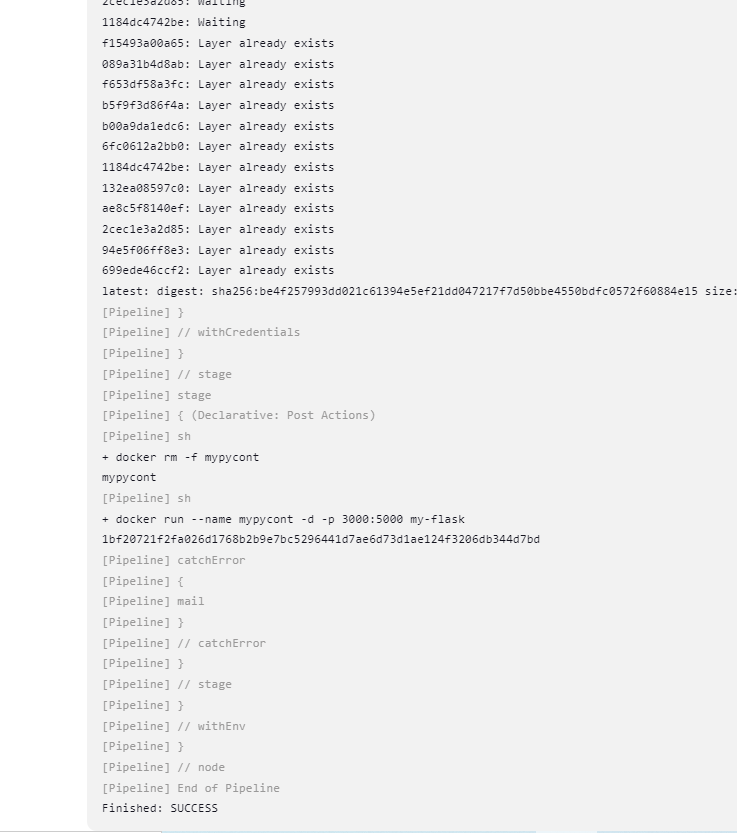 2cec1e3a2d85: Waiting
1184dc4742be: Waiting
f15493a00a65: Layer already exists
089a31b4d8ab: Layer already exists
f653df58a3fc: Layer already exists
b5f9f3d86f4a: Layer already exists
b00a9da1edc6: Layer already exists
6fc0612a2bb0: Layer already exists
1184dc4742be: Layer already exists
132ea08597c0: Layer already exists
ae8c5f8140ef: Layer already exists
2cec1e3a2d85: Layer already exists
94e5f06ff8e3: Layer already exists
699ede46ccf2: Layer already exists
latest: digest: sha256:be4f257993dd021c61394e5ef21dd047217f7d50bbe4550bdfc0572f60884e15 size:
[Pipeline] }
[Pipeline] // withCredentials
[Pipeline] }
[Pipeline] // stage
[Pipeline] stage
[Pipeline] { (Declarative: Post Actions)
[Pipeline] sh
+ docker rm -f mypycont
mypycont
[Pipeline] sh
+ docker run --name mypycont -d -p 3000:5000 my-flask
1bf20721f2fa026d1768b2b9e7bc5296441d7ae6d73d1ae124f3206db344d7bd
[Pipeline] catchError
[Pipeline] {
[Pipeline] mail
[Pipeline] }
[Pipeline] // catchError
[Pipeline] }
[Pipeline] // stage
[Pipeline] }
[Pipeline] // withEnv
[Pipeline] }
[Pipeline] // node
[Pipeline] End of Pipeline
Finished: SUCCESS